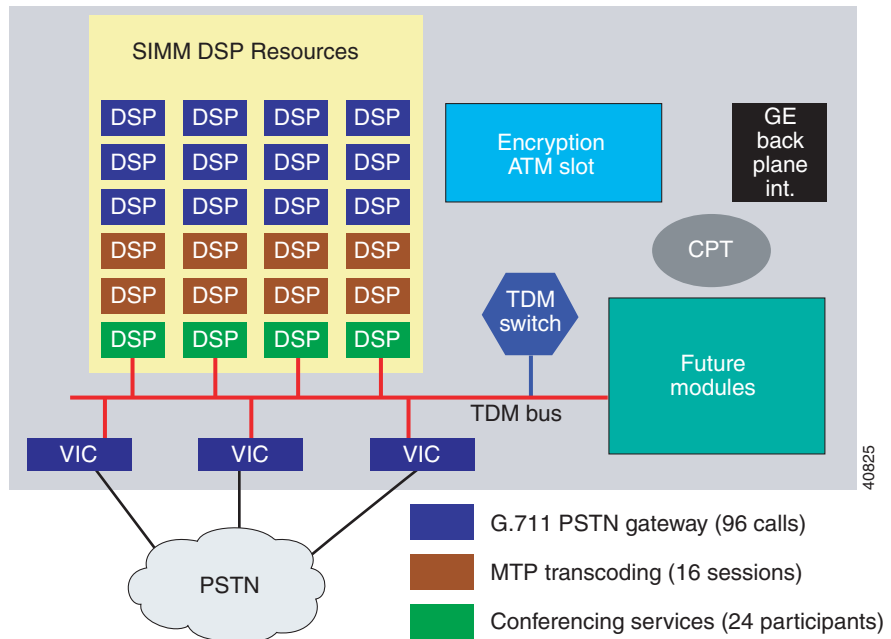 SIMM DSP Resources
DSP DSP DSP DSP
DSP DSP DSP DSP
DSP DSP DSP DSP
DSP DSP DSP DSP
DSP DSP DSP DSP
DSP DSP DSP DSP
Encryption
ATM slot
GE
back
plane
int.
CPT
TDM
switch
Future
modules
TDM bus
VIC VIC VIC
PSTN
40825
G.711 PSTN gateway (96 calls)
MTP transcoding (16 sessions)
Conferencing services (24 participants)